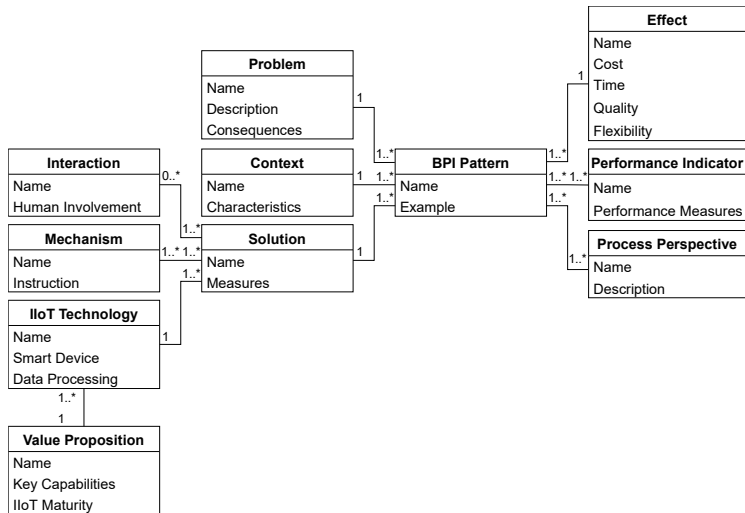 Effect
Name
Cost
Time
Quality
Flexibility
1
1..*
Problem
Name
Description
Consequences
1
1..*
Interaction
Name
Human Involvement
0..*
1..*
Context
Name
Characteristics
1
1..*
BPI Pattern
Name
Example
1..*
1..*
1..*
Performance Indicator
Name
Performance Measures
1..*
1..*
Mechanism
Name
Instruction
1..*
1..*
Solution
Name
Measures
1
1..*
Process Perspective
Name
Description
IIoT Technology
Name
Smart Device
Data Processing
1
1..*
1
Value Proposition
Name
Key Capabilities
IIoT Maturity